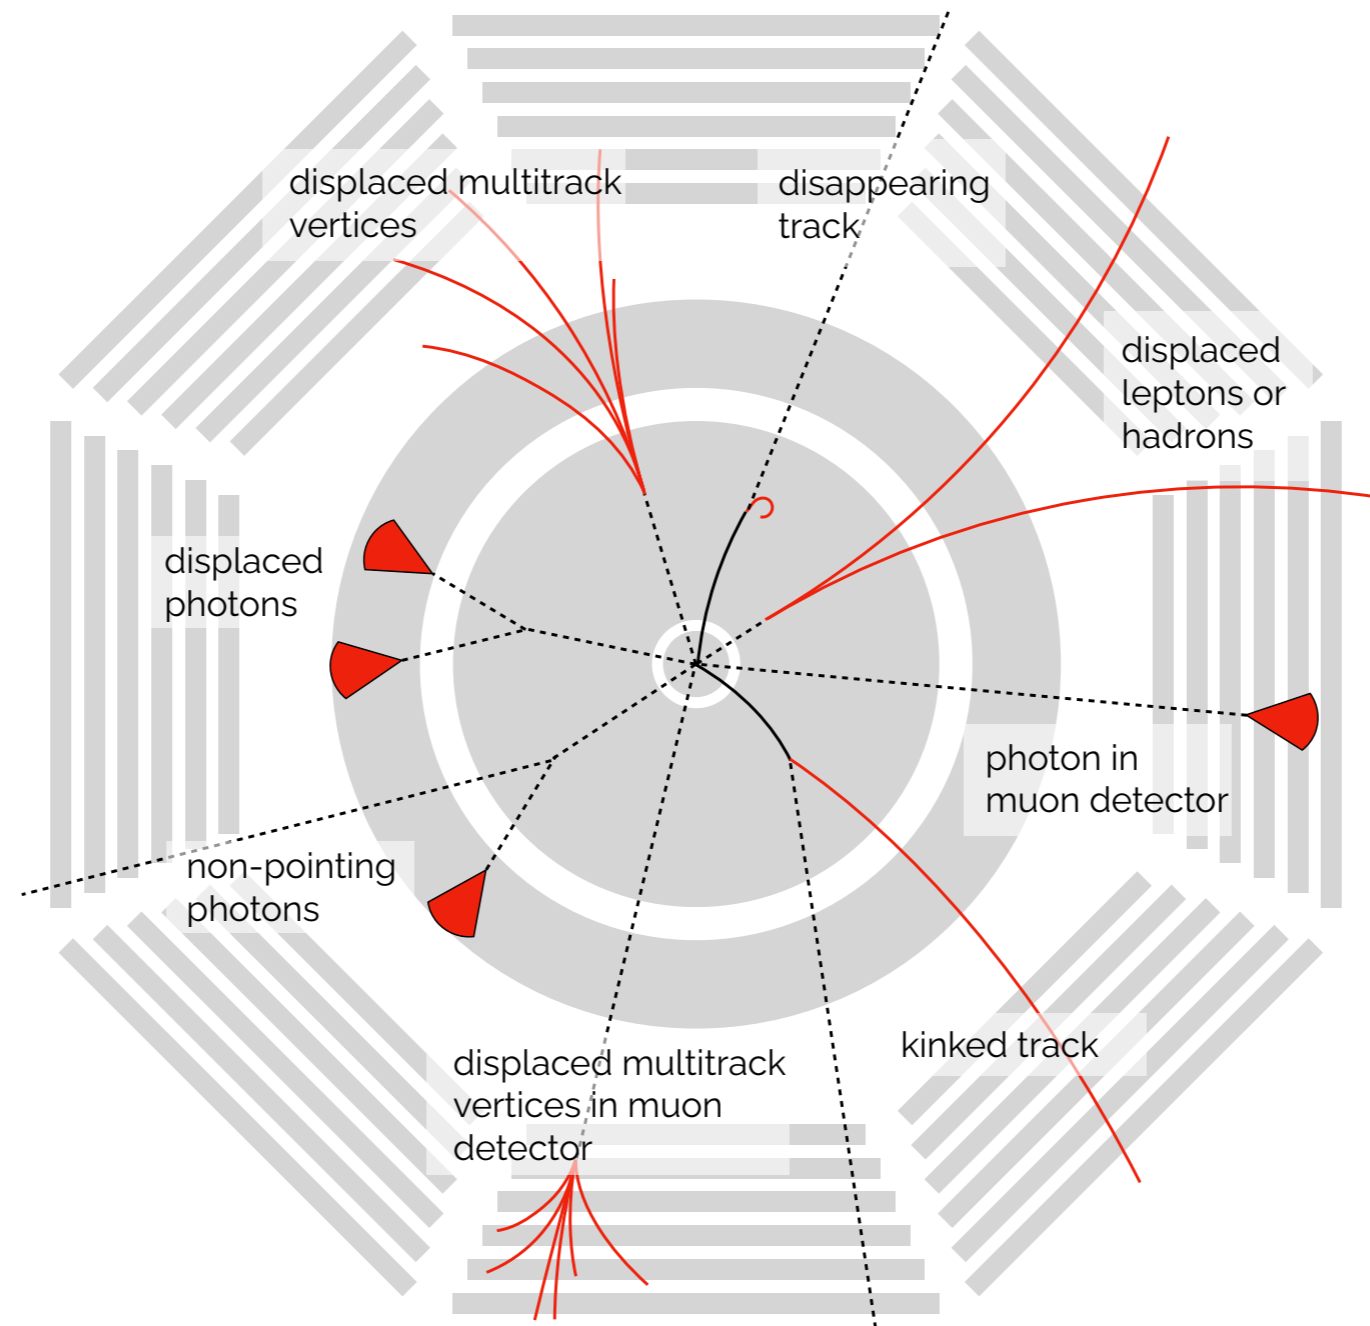 displaced multitrack
vertices
disappearing
track
displaced
leptons or
hadrons
displaced
photons
photon in
muon detector
non-pointing
photons
kinked track
displaced multitrack
vertices in muon
detector